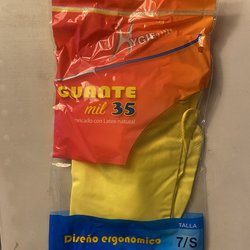 GUANTE
mil 35
fabricado con Latex natural
TALLA
7/S
Diseño ergonomico